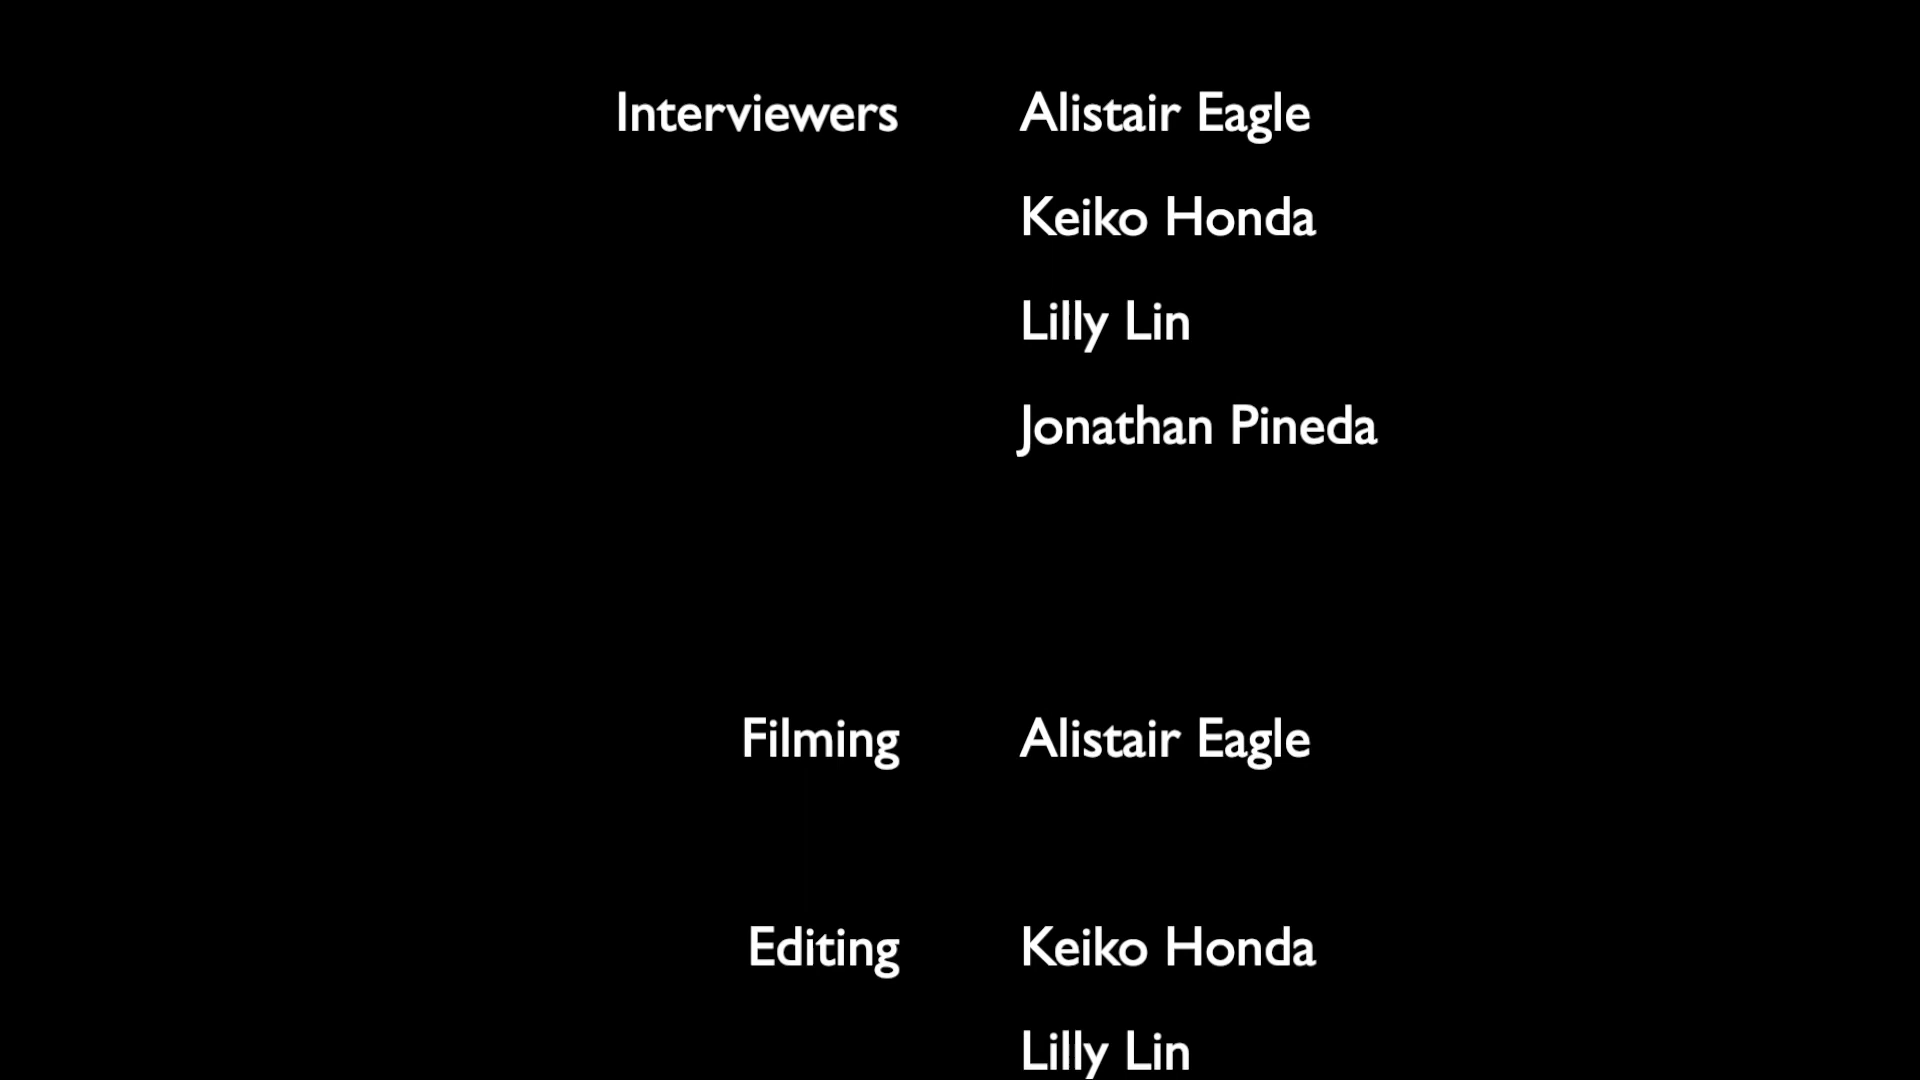 Interviewers Alistair Eagle
Keiko Honda
Lilly Lin
Jonathan Pineda
Filming Alistair Eagle
Editing Keiko Honda
Lilly Lin